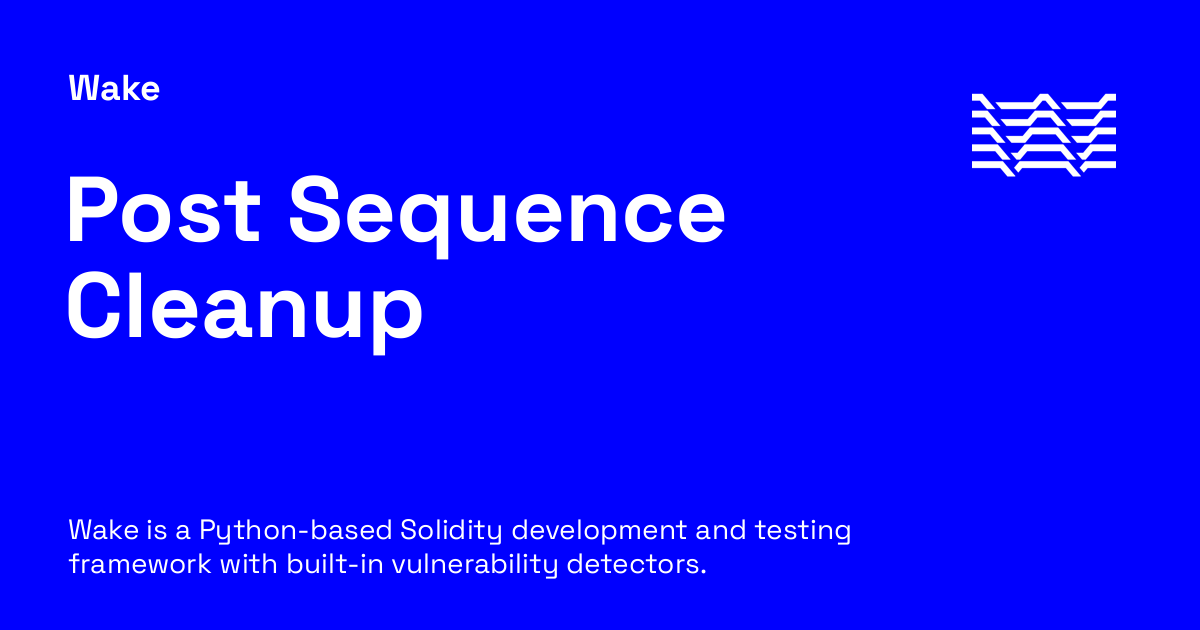 Wake
Post Sequence
Cleanup
Wake is a Python-based Solidity development and testing
framework with built-in vulnerability detectors.